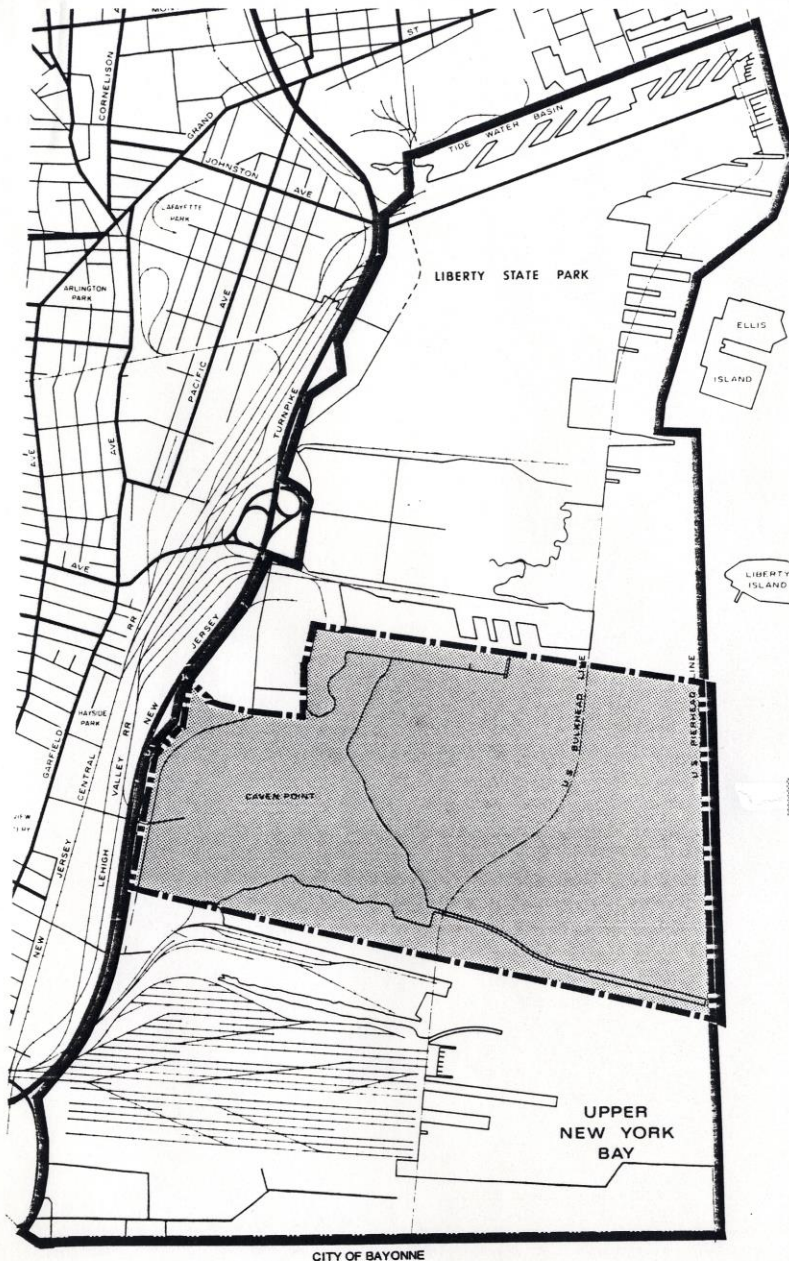 MON
ST
CORNELISON
GRAND
TIDE WATER BASIN
JOHNSTON AVE
LAFAYETTE
PARK
LIBERTY STATE PARK
ARLINGTON
PARK
ELLIS
ISLAND
PACIFIC AVE
TURNPIKE
AVE
AVE
AVE
LIBERTY
ISLAND
RR
JERSEY
NEW
U.S. BULKHEAD LINE
U.S. PIERHEAD LINE
BAYSIDE
PARK
GARFIELD
CENTRAL
VALLEY RR
CAVEN POINT
JERSEY
LEHIGH
NEW
UPPER
NEW YORK
BAY
CITY OF BAYONNE